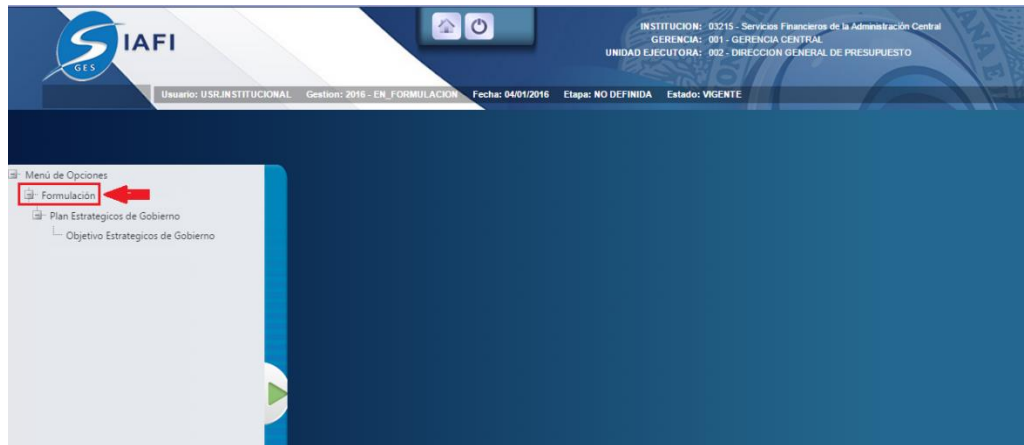 IAFI
GES
INSTITUCION: 03215 - Servicios Financieros de la Administración Central
GERENCIA: 001 - GERENCIA CENTRAL
UNIDAD EJECUTORA: 002 - DIRECCION GENERAL DE PRESUPUESTO
Usuario: USR.INSTITUCIONAL Gestion: 2016 - EN_FORMULACION Fecha: 04/01/2016 Etapa: NO DEFINIDA Estado: VIGENTE
Menú de Opciones
Formulación
Plan Estrategicos de Gobierno
Objetivo Estrategicos de Gobierno